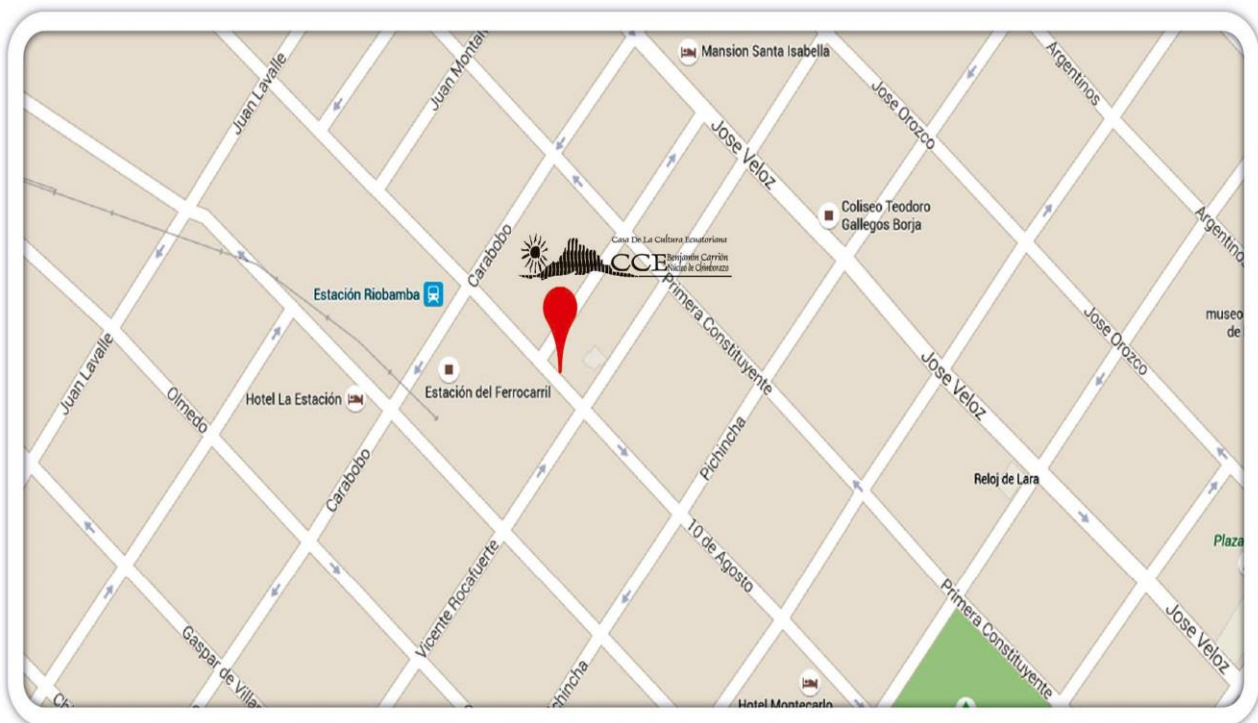 Juan Lavalle
Juan Montal
Mansion Santa Isabella
Argentinos
Jose Orozco
Jose Veloz
Coliseo Teodoro
Gallegos Borja
Argentinos
Carabobo
Casa De La Cultura Ecuatoriana
CCE
Benjamín Carrión
Núcleo de Chimborazo
Primera Constituyente
Estación Riobamba
museo
de
Jose Orozco
Juan Lavalle
Olmedo
Hotel La Estación
Estación del Ferrocarril
Jose Veloz
Pichincha
Carabobo
Reloj de Lara
10 de Agosto
Plaza
Vicente Rocafuerte
Primera Constituyente
Jose Veloz
Gaspar de Villa
chincha
Hotel Montecarlo